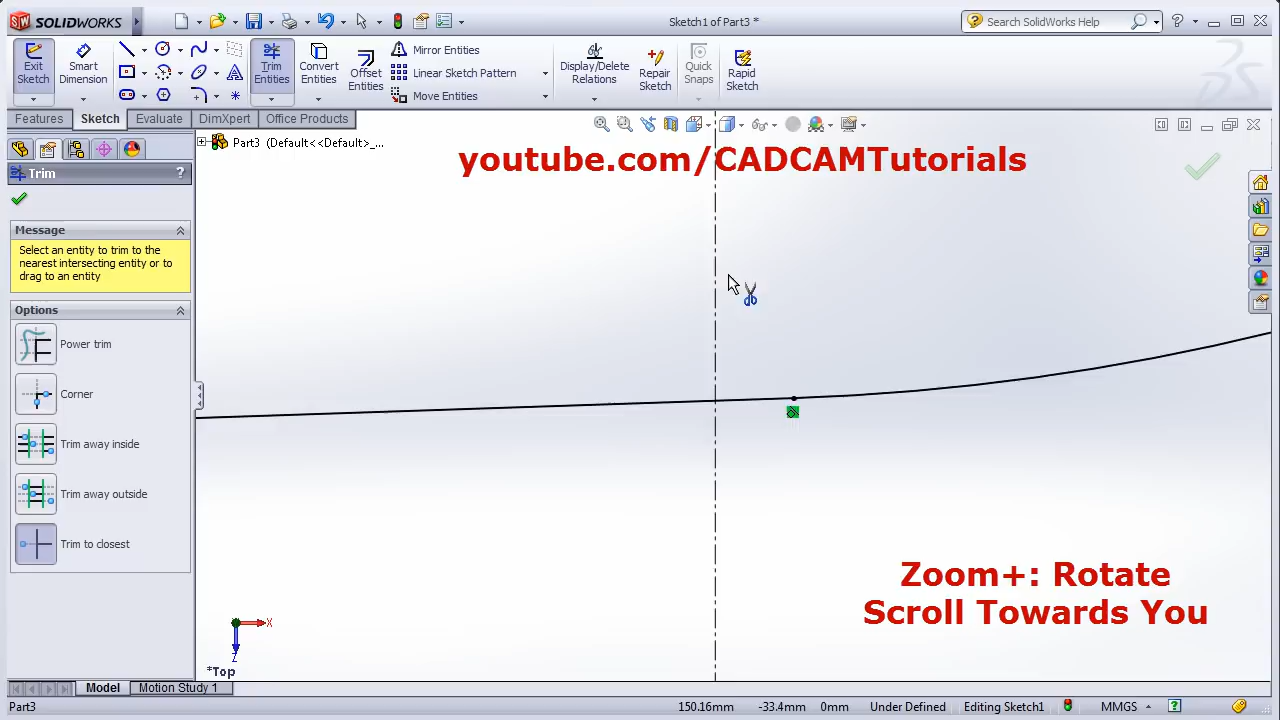 SOLIDWORKS
Sketch1 of Part3 *
Search SolidWorks Help
Exit
Sketch
Smart
Dimension
Trim
Entities
Convert
Entities
Offset
Entities
Mirror Entities
Linear Sketch Pattern
Move Entities
Display/Delete
Relations
Repair
Sketch
Quick
Snaps
Rapid
Sketch
Features
Sketch
Evaluate
DimXpert
Office Products
Part3 (Default<<Default>_...
youtube.com/CADCAMTutorials
Trim
?
Message
Select an entity to trim to the
nearest intersecting entity or to
drag to an entity
Options
Power trim
Corner
Trim away inside
Trim away outside
Trim to closest
Zoom+: Rotate
Scroll Towards You
X
Z
*Top
Model
Motion Study 1
Part3
150.16mm
-33.4mm
0mm
Under Defined
Editing Sketch1
MMGS
?